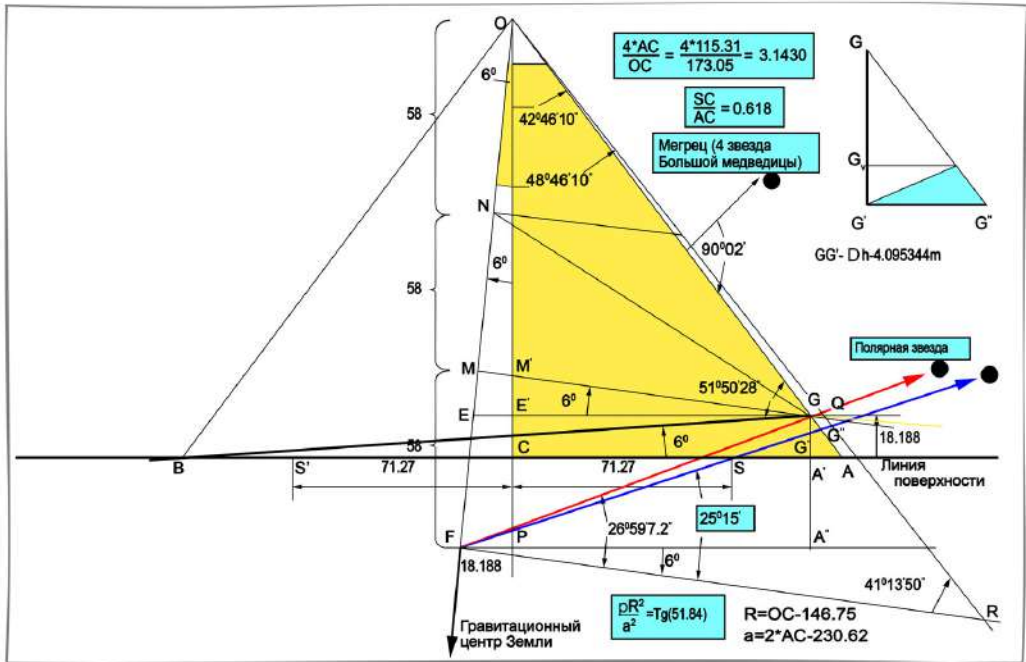 O
4*AC
OC
=
4*115.31
173.05
= 3.1430
G
6⁰
SC
AC
= 0.618
58
42⁰46'10"
Мегрец (4 звезда
Большой медведицы)
48⁰46'10"
Gᵥ
N
G'
G"
90⁰02'
GG'- Dh-4.095344m
6⁰
58
Полярная звезда
M
M'
51⁰50'28"
6⁰
G
Q
E
E'
G"
18.188
58
C
6⁰
G'
B
S'
71.27
71.27
S
A'
A
Линия
поверхности
25⁰15'
26⁰597.2"
F
P
A"
18.188
6⁰
41⁰13'50"
pR²
a²
=Tg(51.84)
R=OC-146.75
a=2*AC-230.62
R
Гравитационный
центр Земли